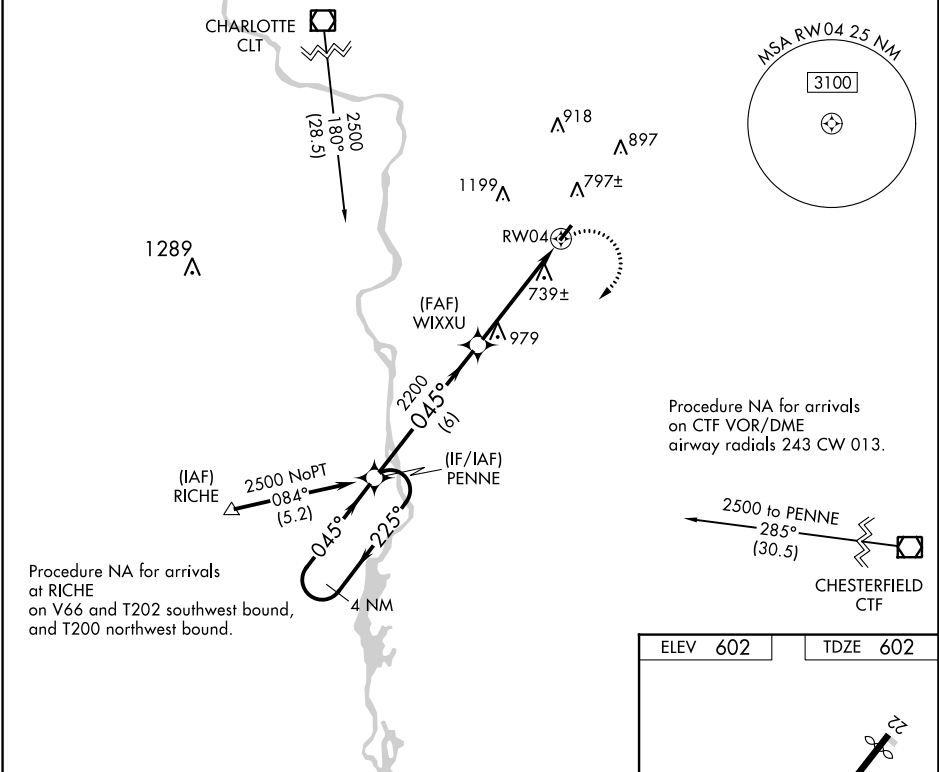 CHARLOTTE
CLT
2500
180°
(28.5)
MSA RW04 25 NM
3100
918
897
1199
797±
1289
RW04
739±
(FAF)
WIXXU
979
2200
045°
(6)
Procedure NA for arrivals
on CTF VOR/DME
airway radials 243 CW 013.
(IF/IAF)
PENNE
(IAF)
RICHE
2500 NoPT
084°
(5.2)
045°
225°
4 NM
2500 to PENNE
285°
(30.5)
CHESTERFIELD
CTF
Procedure NA for arrivals
at RICHE
on V66 and T202 southwest bound,
and T200 northwest bound.
ELEV 602
TDZE 602
22